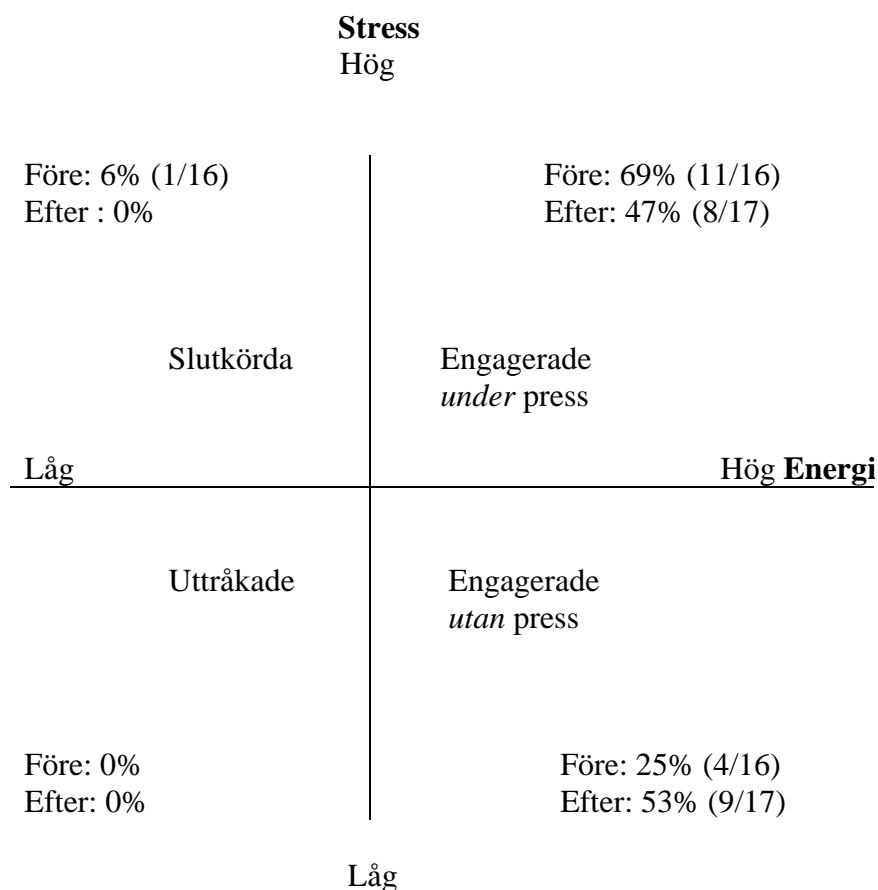 Stress
Hög
Före: 6% (1/16)
Efter : 0%
Före: 69% (11/16)
Efter: 47% (8/17)
Slutkörda
Engagerade
under press
Låg
Hög Energi
Uttråkade
Engagerade
utan press
Före: 0%
Efter: 0%
Före: 25% (4/16)
Efter: 53% (9/17)
Låg